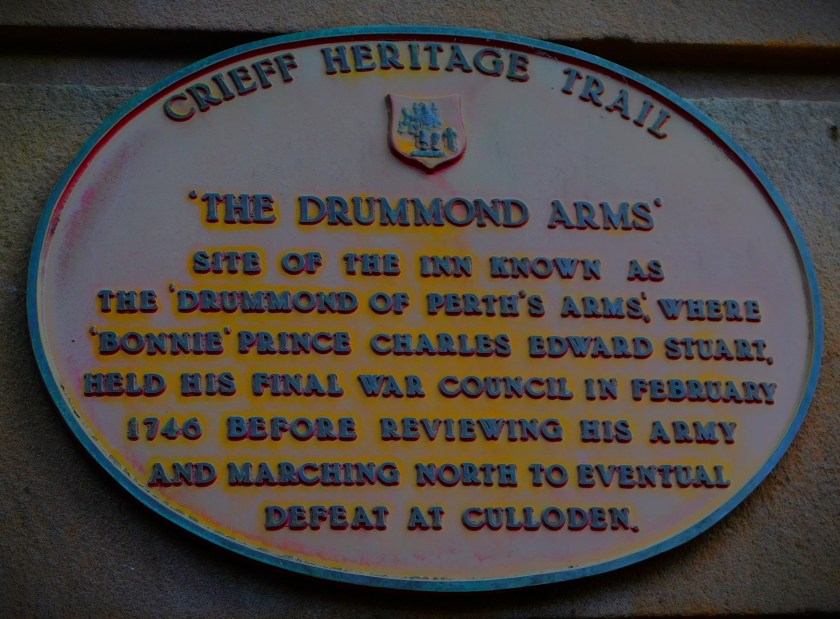 CRIEFF HERITAGE TRAIL
'THE DRUMMOND ARMS'
SITE OF THE INN KNOWN AS
THE 'DRUMMOND OF PERTH'S ARMS', WHERE
'BONNIE' PRINCE CHARLES EDWARD STUART,
HELD HIS FINAL WAR COUNCIL IN FEBRUARY
1746 BEFORE REVIEWING HIS ARMY
AND MARCHING NORTH TO EVENTUAL
DEFEAT AT CULLODEN.